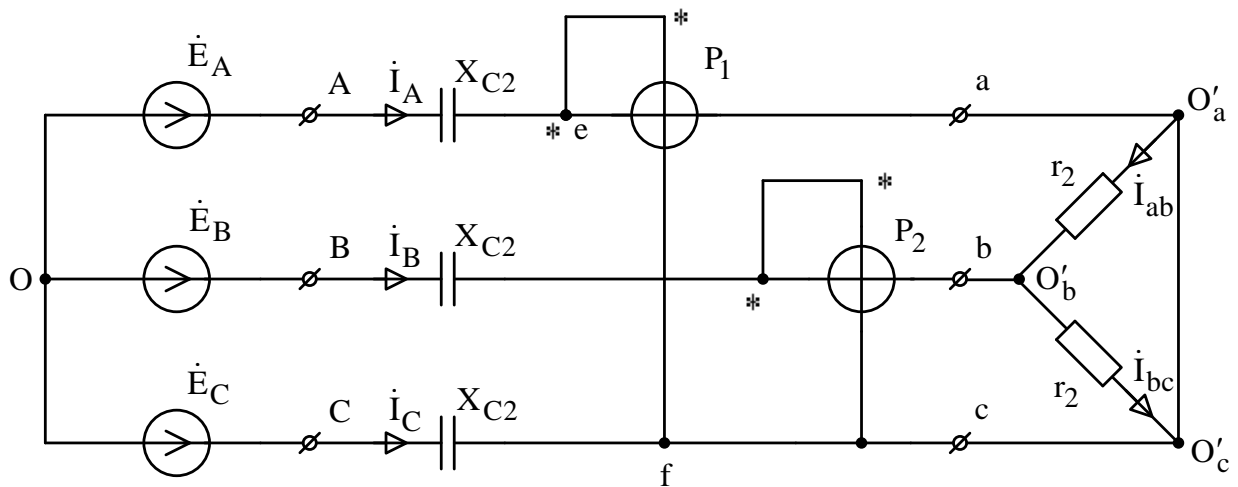 Ė_A A İ_A X_C2 * e * P_1 a O′_a
r_2 İ_ab
O Ė_B B İ_B X_C2 * * P_2 b O′_b
Ė_C C İ_C X_C2 f c r_2 İ_bc O′_c